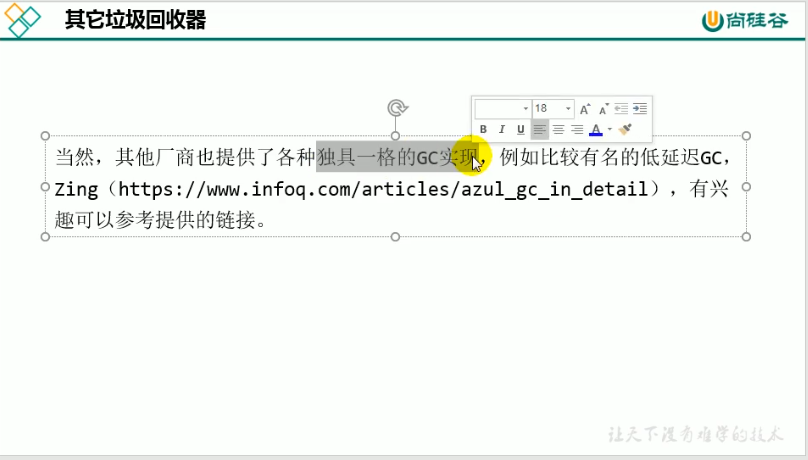 其它垃圾回收器
尚硅谷
18
B I U A
当然，其他厂商也提供了各种独具一格的GC实现，例如比较有名的低延迟GC，
Zing（https://www.infoq.com/articles/azul_gc_in_detail），有兴
趣可以参考提供的链接。
让天下没有难学的技术